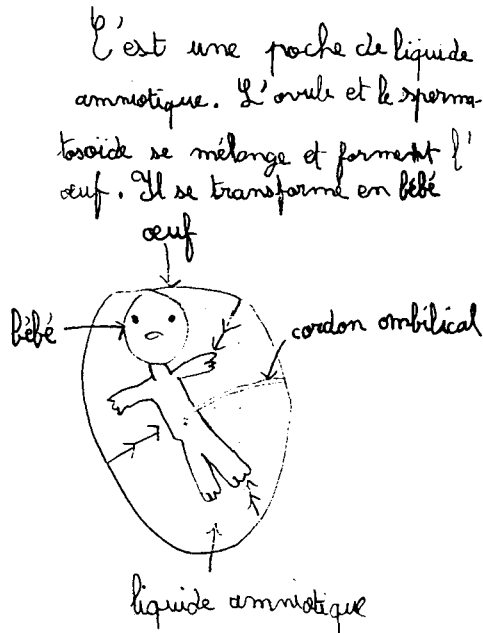 C'est une poche de liquide
amniotique. L'ovule et le sperma-
tosoïde se mélange et forment l'
œuf. Il se transforme en bébé
œuf
bébé
cordon ombilical
liquide amniotique